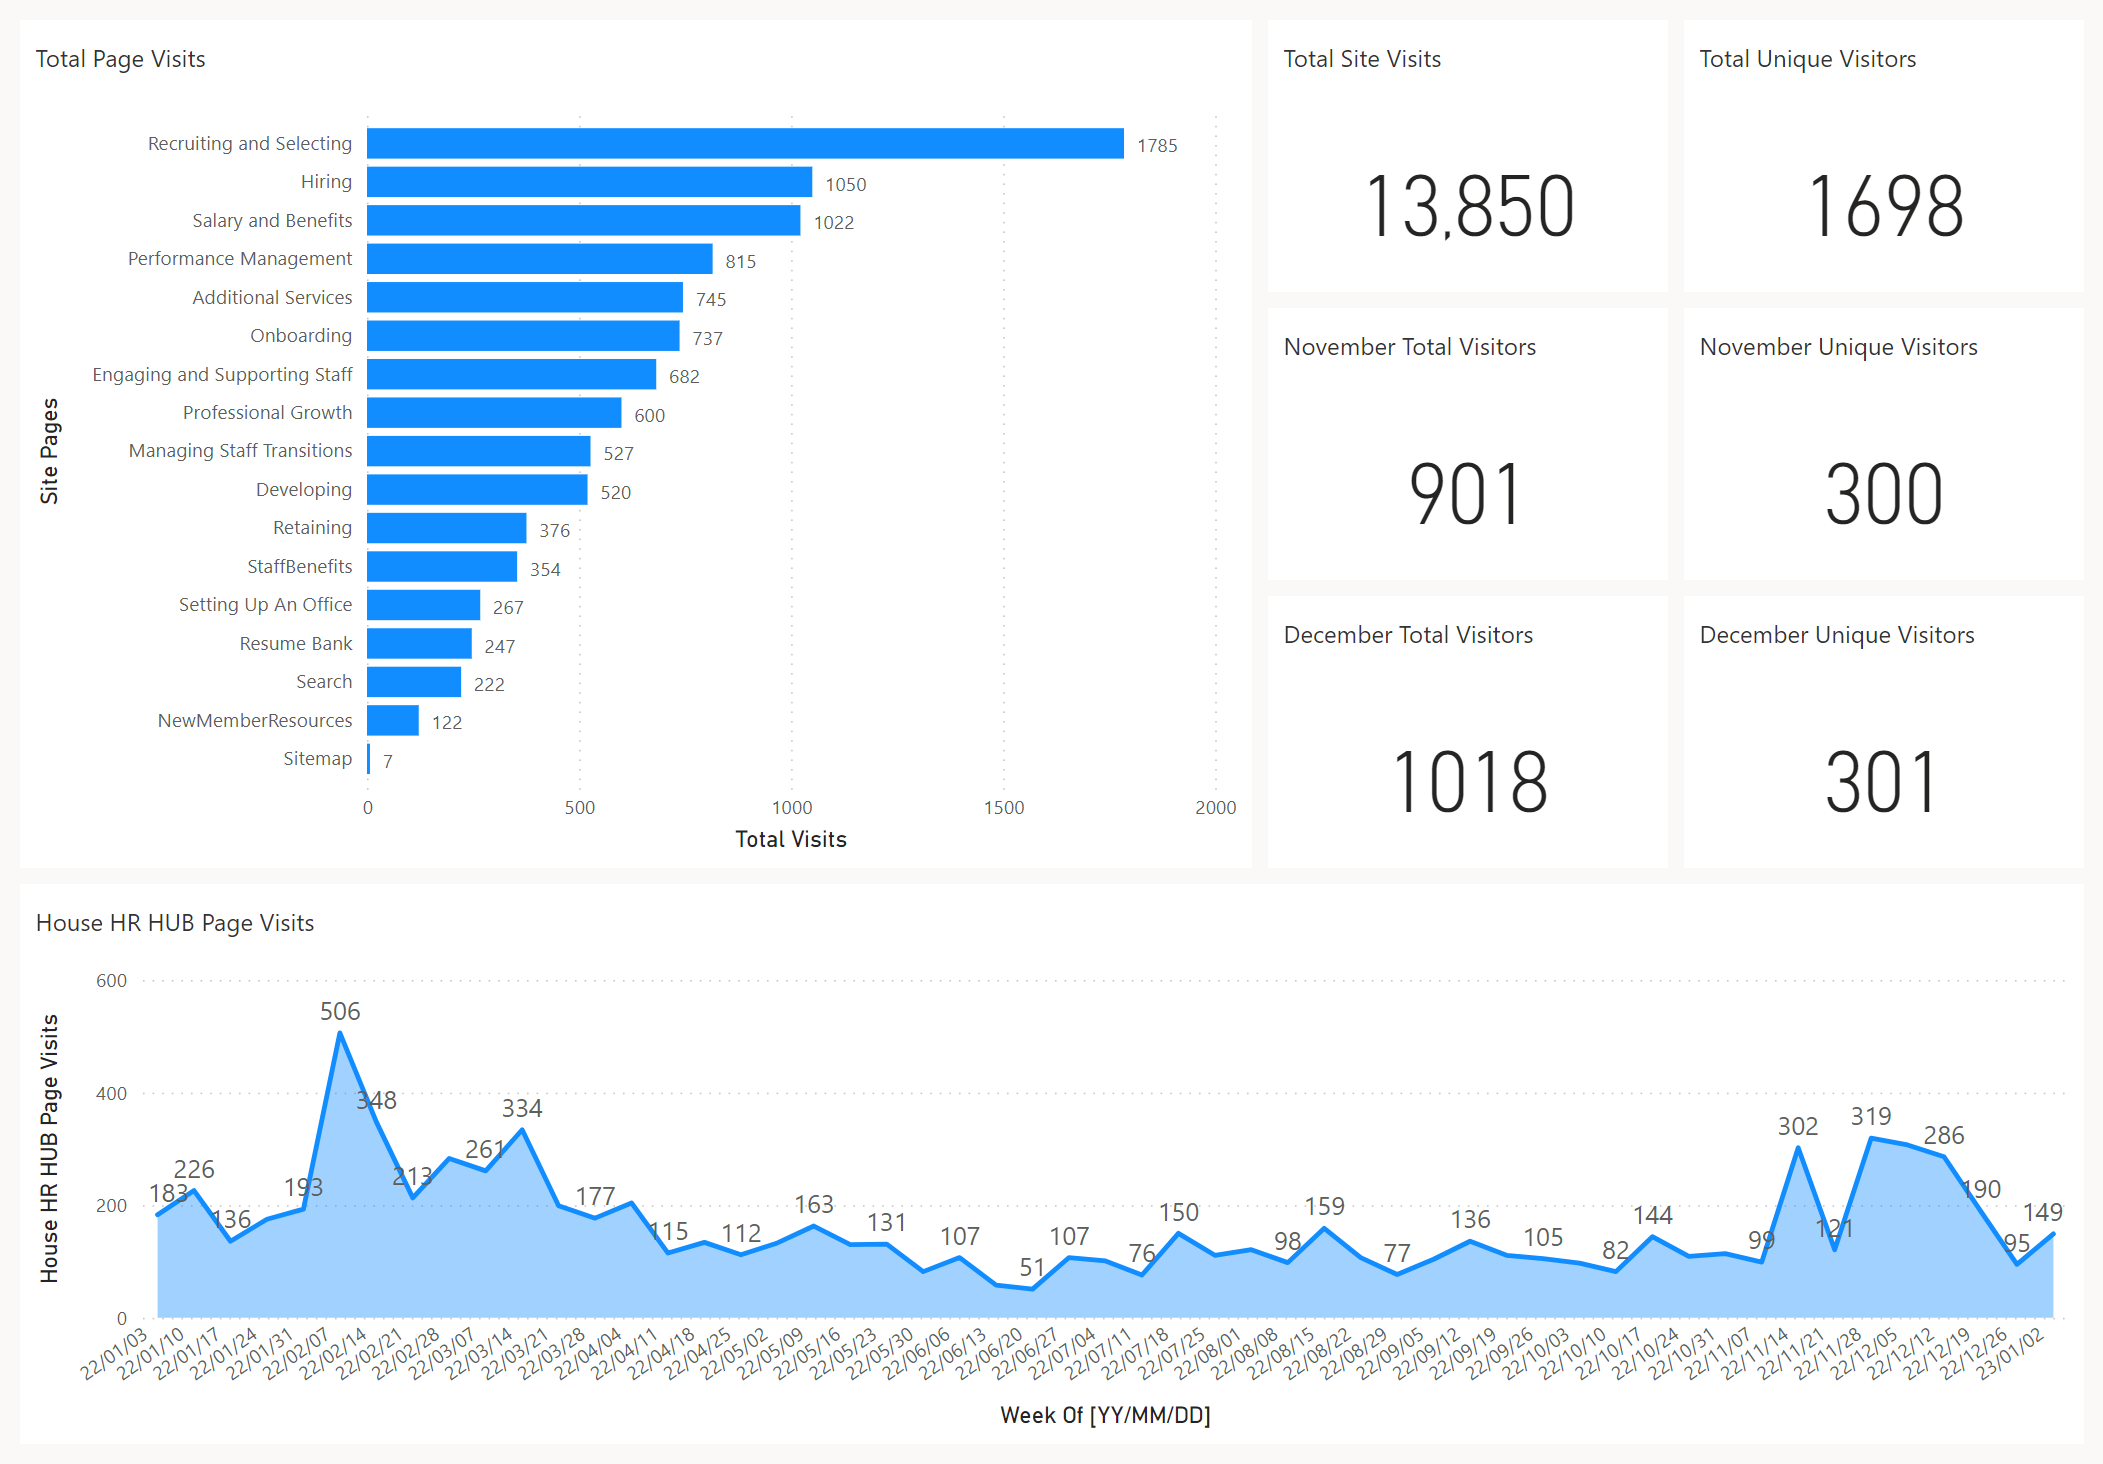 Total Page Visits
Site Pages
Recruiting and Selecting 1785
Hiring 1050
Salary and Benefits 1022
Performance Management 815
Additional Services 745
Onboarding 737
Engaging and Supporting Staff 682
Professional Growth 600
Managing Staff Transitions 527
Developing 520
Retaining 376
StaffBenefits 354
Setting Up An Office 267
Resume Bank 247
Search 222
NewMemberResources 122
Sitemap 7
0 500 1000 1500 2000
Total Visits
Total Site Visits
13,850
Total Unique Visitors
1698
November Total Visitors
901
November Unique Visitors
300
December Total Visitors
1018
December Unique Visitors
301
House HR HUB Page Visits
House HR HUB Page Visits
600
400
200
0
183 226 136 193 506 348 213 261 334 177 115 112 163 131 107 51 107 76 150 98 159 77 136 105 82 144 99 302 121 319 286 190 95 149
22/01/03 22/01/10 22/01/17 22/01/24 22/01/31 22/02/07 22/02/14 22/02/21 22/02/28 22/03/07 22/03/14 22/03/21 22/03/28 22/04/04 22/04/11 22/04/18 22/04/25 22/05/02 22/05/09 22/05/16 22/05/23 22/05/30 22/06/06 22/06/13 22/06/20 22/06/27 22/07/04 22/07/11 22/07/18 22/07/25 22/08/01 22/08/08 22/08/15 22/08/22 22/08/29 22/09/05 22/09/12 22/09/19 22/09/26 22/10/03 22/10/10 22/10/17 22/10/24 22/10/31 22/11/07 22/11/14 22/11/21 22/11/28 22/12/05 22/12/12 22/12/19 22/12/26 23/01/02
Week Of [YY/MM/DD]